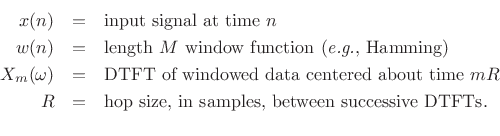 x(n) = input signal at time n
w(n) = length M window function (e.g., Hamming)
X_m(ω) = DTFT of windowed data centered about time mR
R = hop size, in samples, between successive DTFTs.